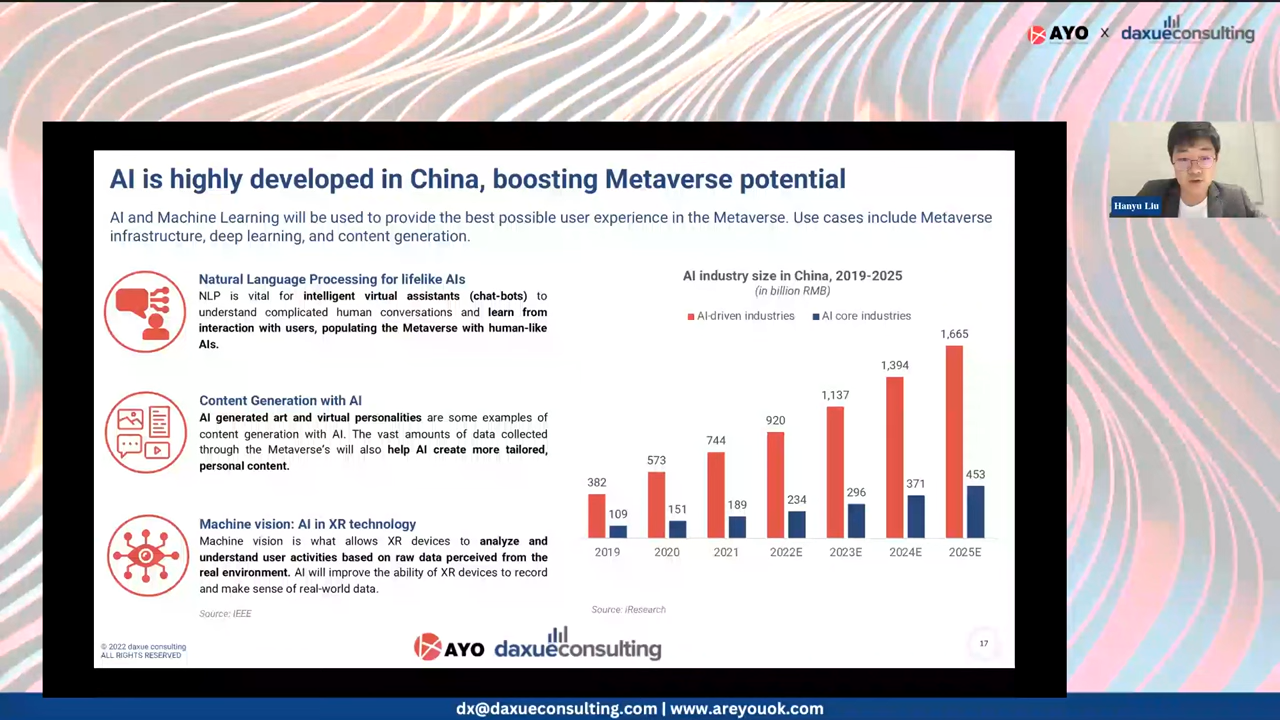 AYO X daxueconsulting
AI is highly developed in China, boosting Metaverse potential
AI and Machine Learning will be used to provide the best possible user experience in the Metaverse. Use cases include Metaverse
infrastructure, deep learning, and content generation.
Hanyu Liu
Natural Language Processing for lifelike AIs
NLP is vital for intelligent virtual assistants (chat-bots) to
understand complicated human conversations and learn from
interaction with users, populating the Metaverse with human-like
AIs.
Content Generation with AI
AI generated art and virtual personalities are some examples of
content generation with AI. The vast amounts of data collected
through the Metaverse's will also help AI create more tailored,
personal content.
Machine vision: AI in XR technology
Machine vision is what allows XR devices to analyze and
understand user activities based on raw data perceived from the
real environment. AI will improve the ability of XR devices to record
and make sense of real-world data.
Source: IEEE
AI industry size in China, 2019-2025
(in billion RMB)
AI-driven industries AI core industries
1,665
1,394
1,137
920
744
573
382
453
371
296
234
189
151
109
2019 2020 2021 2022E 2023E 2024E 2025E
Source: iResearch
© 2022 daxue consulting
ALL RIGHTS RESERVED
AYO daxueconsulting
17
dx@daxueconsulting.com | www.areyouok.com